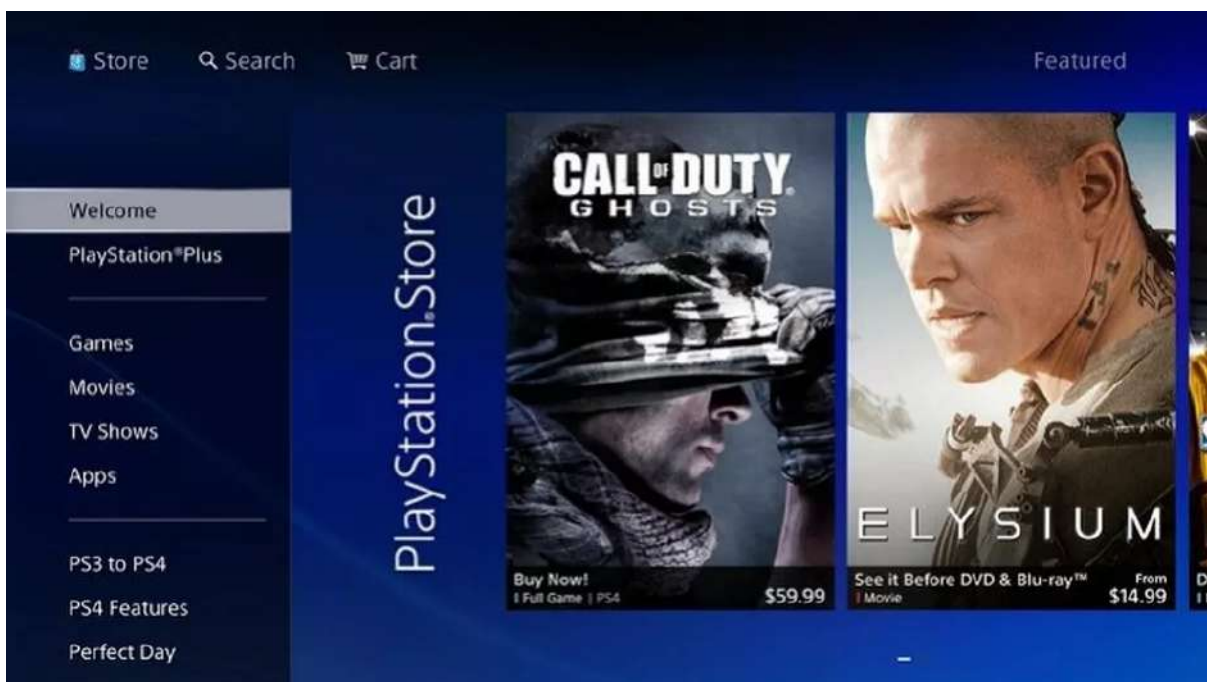 Store
Search
Cart
Featured
Welcome
PlayStation®Plus
Games
Movies
TV Shows
Apps
PS3 to PS4
PS4 Features
Perfect Day
PlayStation®Store
CALL OF DUTY®
GHOSTS
Buy Now!
Full Game | PS4
$59.99
ELYSIUM
See it Before DVD & Blu-ray™
From
Movie
$14.99
D